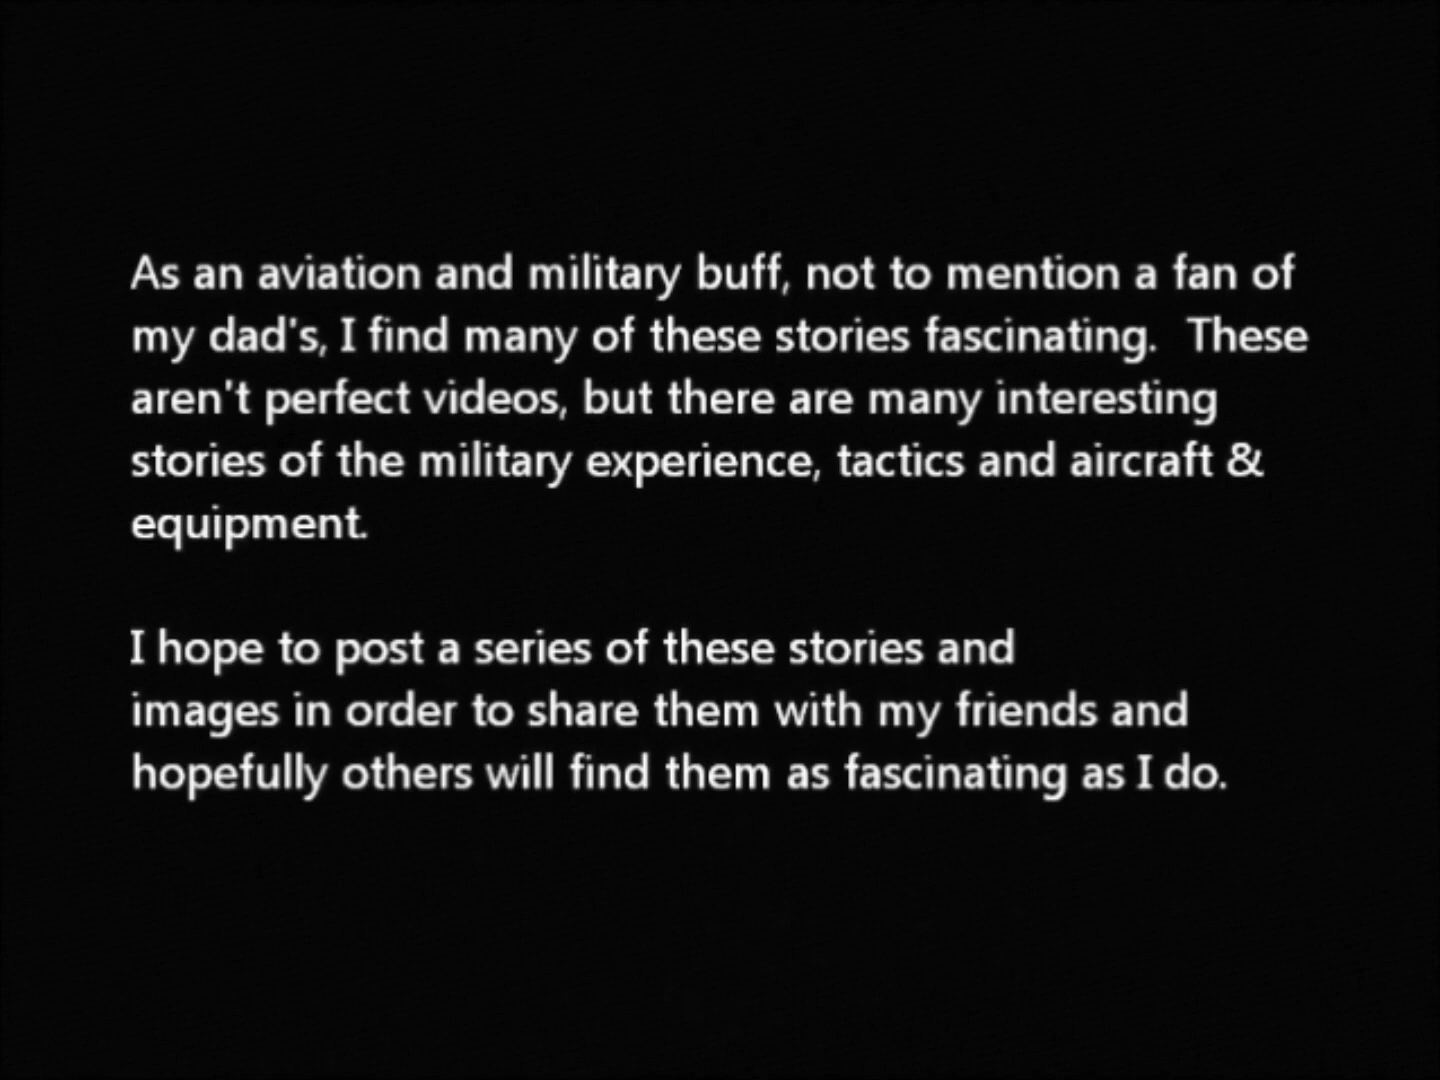 As an aviation and military buff, not to mention a fan of
my dad's, I find many of these stories fascinating.  These
aren't perfect videos, but there are many interesting
stories of the military experience, tactics and aircraft &
equipment.
I hope to post a series of these stories and
images in order to share them with my friends and
hopefully others will find them as fascinating as I do.